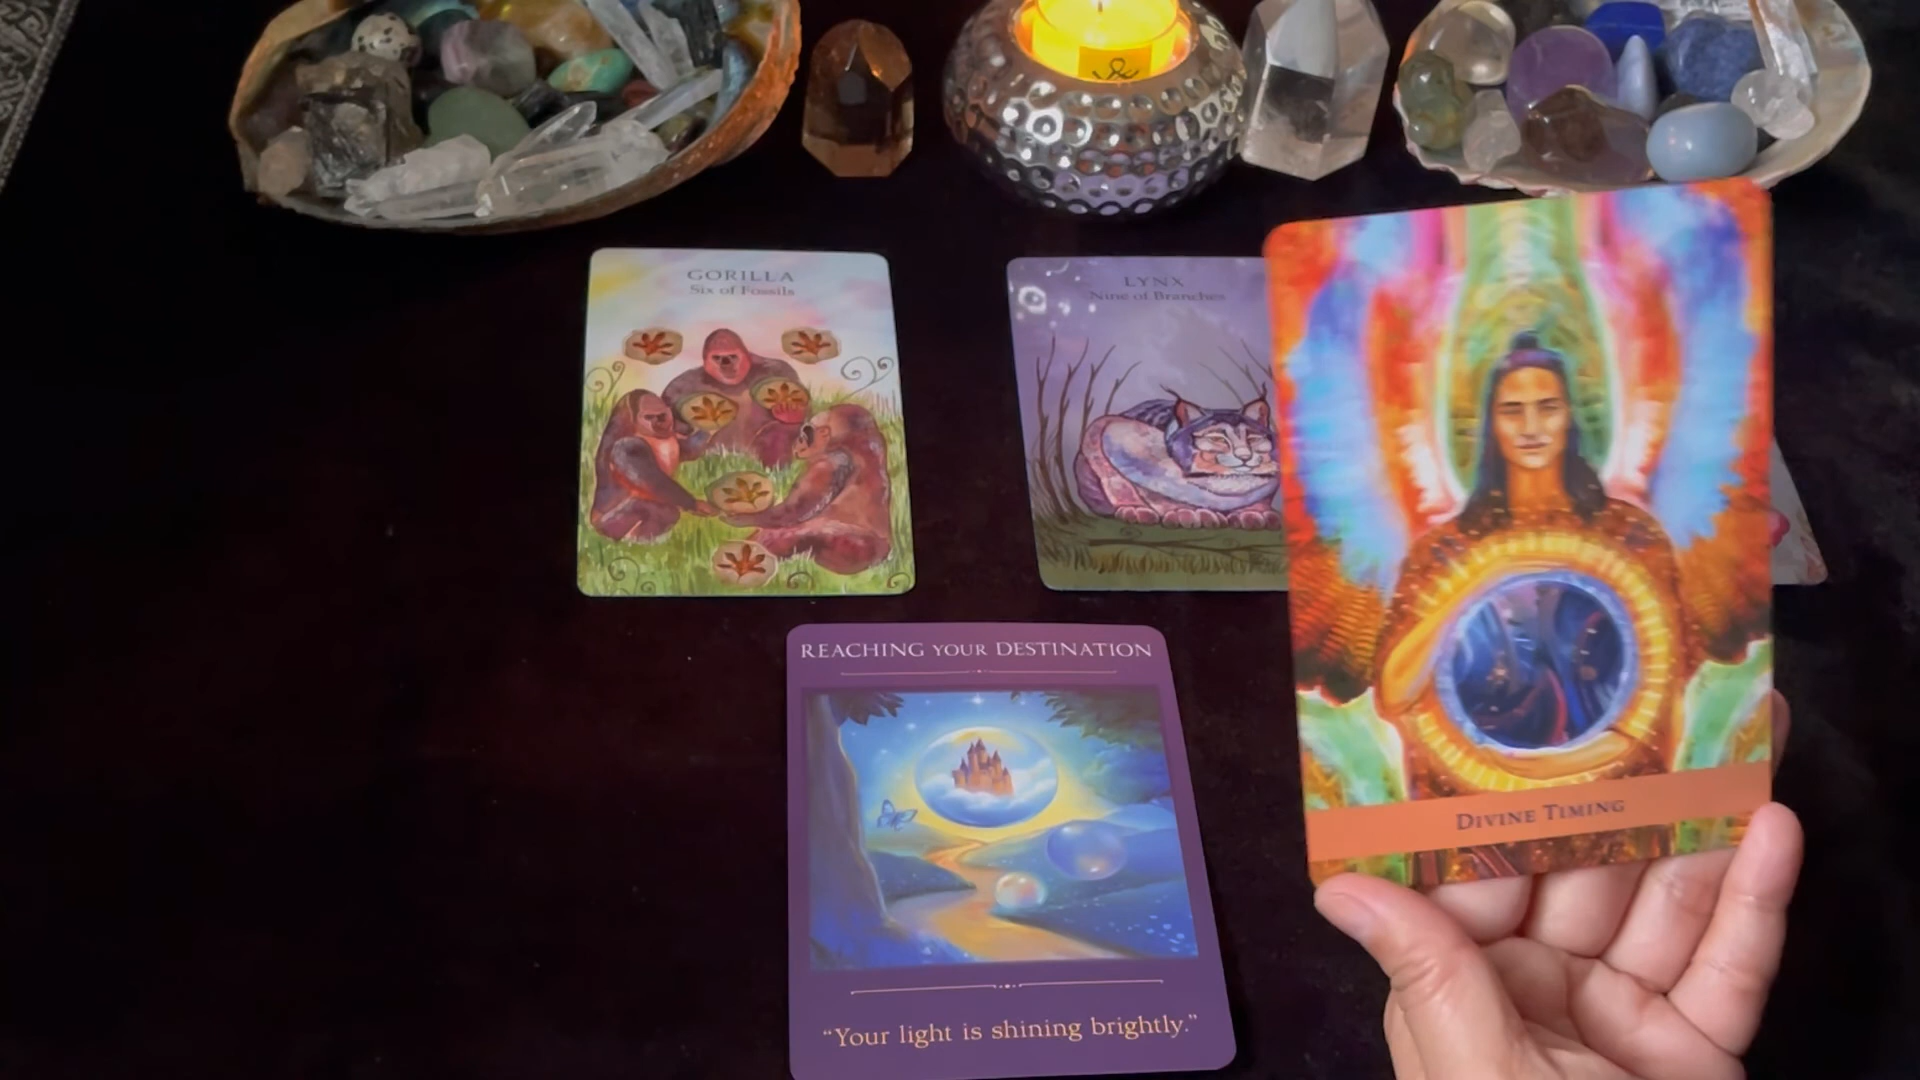 GORILLA
Six of Fossils
LYNX
Nine of Branches
REACHING YOUR DESTINATION
"Your light is shining brightly."
DIVINE TIMING